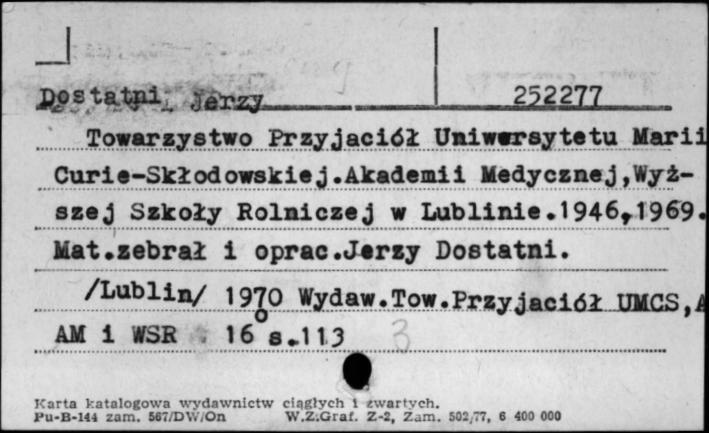 Dostatni, Jerzy 252277
Towarzystwo Przyjaciół Uniwersytetu Marii
Curie-Skłodowskiej.Akademii Medycznej,Wyż-
szej Szkoły Rolniczej w Lublinie.1946,1969.
Mat.zebrał i oprac.Jerzy Dostatni.
/Lublin/ 1970 Wydaw.Tow.Przyjaciół UMCS,A
AM i WSR 16° s.113 3
Karta katalogowa wydawnictw ciągłych i zwartych.
Pu-B-144 zam. 567/DW/On W.Z.Graf. Z-2, Zam. 502/77, 6 400 000